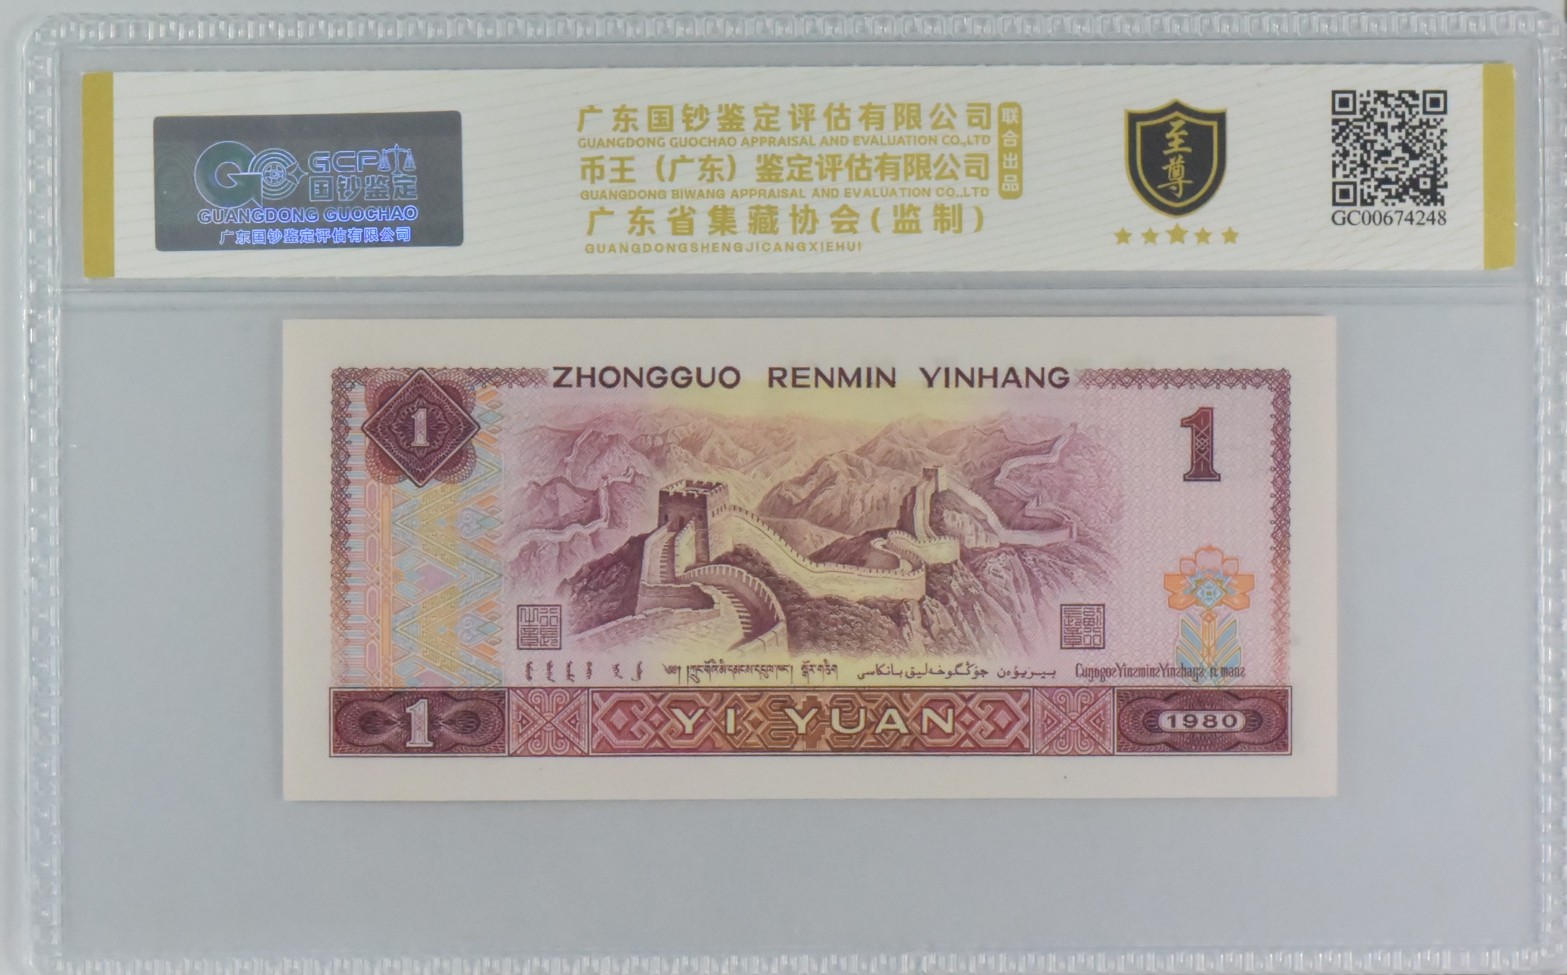 GCP
国钞鉴定
GUANGDONG GUOCHAO
广东国钞鉴定评估有限公司
广东国钞鉴定评估有限公司
GUANGDONG GUOCHAO APPRAISAL AND EVALUATION CO.,LTD
币王（广东）鉴定评估有限公司
GUANGDONG BIWANG APPRAISAL AND EVALUATION CO.,LTD
广东省集藏协会(监制)
GUANGDONGSHENGJICANGXIEHUI
联合出品
至尊
GC00674248
ZHONGGUO RENMIN YINHANG
1
1
جۇڭگو خەلىق بانكاسى
1
YI YUAN
1980